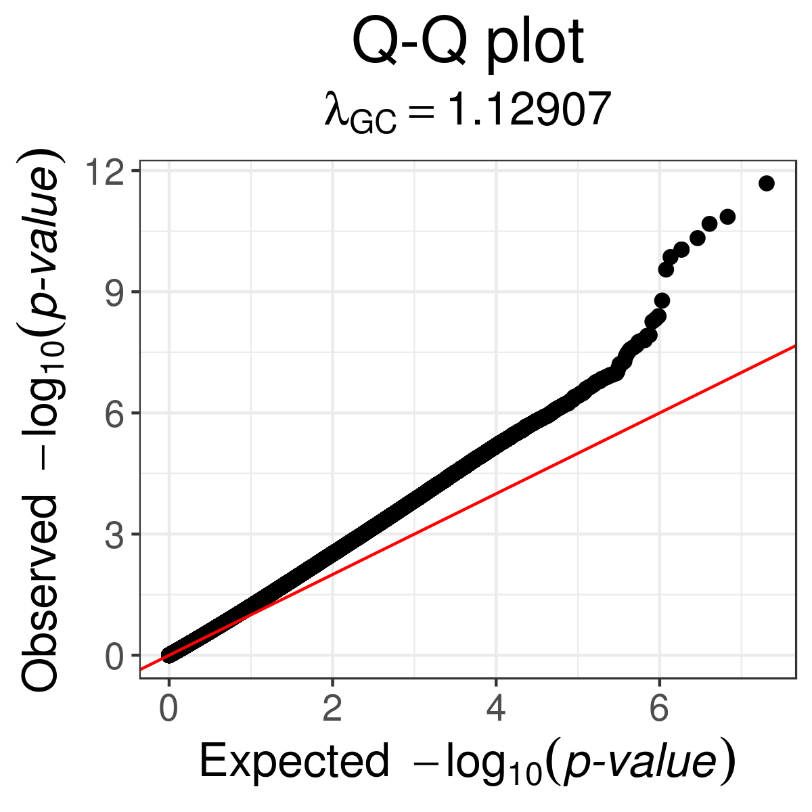 Q-Q plot
λGC = 1.12907
12
9
6
3
0
Observed −log10(p-value)
0 2 4 6
Expected −log10(p-value)